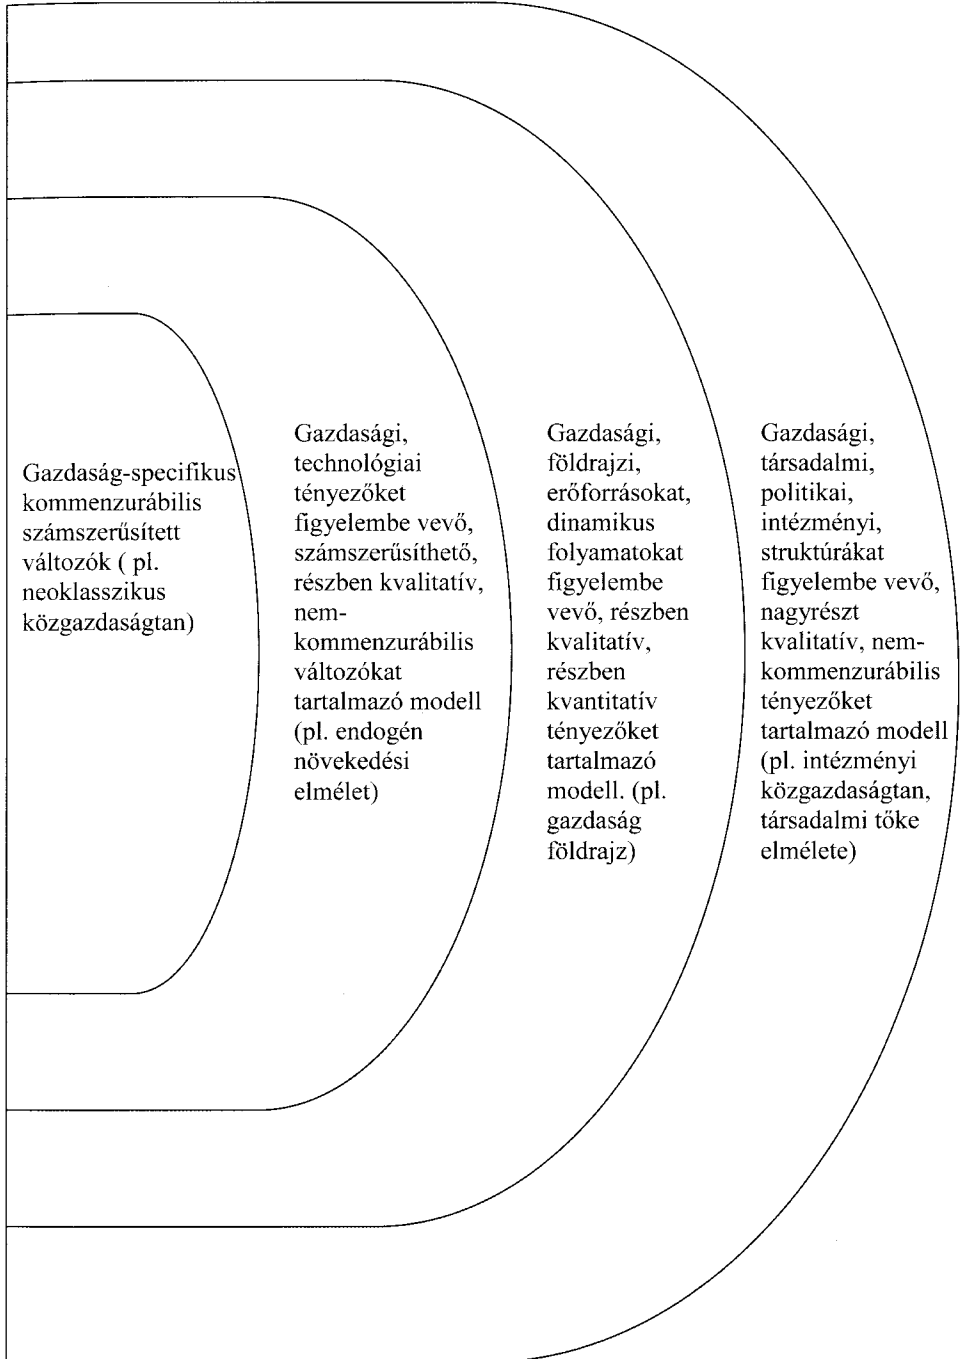 Gazdaság-specifikus
kommenzurábilis
számszerűsített
változók ( pl.
neoklasszikus
közgazdaságtan)
Gazdasági,
technológiai
tényezőket
figyelembe vevő,
számszerűsíthető,
részben kvalitatív,
nem-
kommenzurábilis
változókat
tartalmazó modell
(pl. endogén
növekedési
elmélet)
Gazdasági,
földrajzi,
erőforrásokat,
dinamikus
folyamatokat
figyelembe
vevő, részben
kvalitatív,
részben
kvantitatív
tényezőket
tartalmazó
modell. (pl.
gazdaság
földrajz)
Gazdasági,
társadalmi,
politikai,
intézményi,
struktúrákat
figyelembe vevő,
nagyrészt
kvalitatív, nem-
kommenzurábilis
tényezőket
tartalmazó modell
(pl. intézményi
közgazdaságtan,
társadalmi tőke
elmélete)